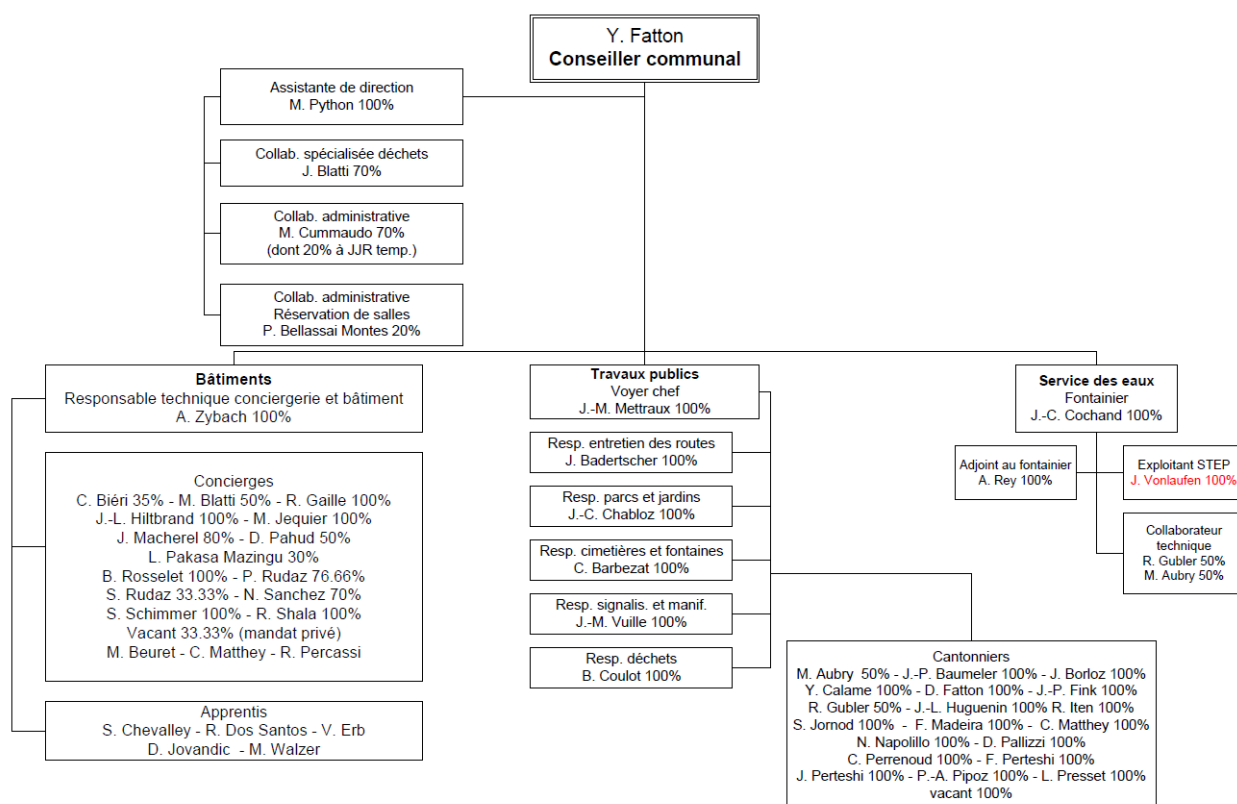 Y. Fatton
Conseiller communal
Assistante de direction
M. Python 100%
Collab. spécialisée déchets
J. Blatti 70%
Collab. administrative
M. Cummaudo 70%
(dont 20% à JJR temp.)
Collab. administrative
Réservation de salles
P. Bellassai Montes 20%
Bâtiments
Responsable technique conciergerie et bâtiment
A. Zybach 100%
Concierges
C. Biéri 35% - M. Blatti 50% - R. Gaille 100%
J.-L. Hiltbrand 100% - M. Jequier 100%
J. Macherel 80% - D. Pahud 50%
L. Pakasa Mazingu 30%
B. Rosselet 100% - P. Rudaz 76.66%
S. Rudaz 33.33% - N. Sanchez 70%
S. Schimmer 100% - R. Shala 100%
Vacant 33.33% (mandat privé)
M. Beuret - C. Matthey - R. Percassi
Apprentis
S. Chevalley - R. Dos Santos - V. Erb
D. Jovandic - M. Walzer
Travaux publics
Voyer chef
J.-M. Mettraux 100%
Resp. entretien des routes
J. Badertscher 100%
Resp. parcs et jardins
J.-C. Chabloz 100%
Resp. cimetières et fontaines
C. Barbezat 100%
Resp. signalis. et manif.
J.-M. Vuille 100%
Resp. déchets
B. Coulot 100%
Cantonniers
M. Aubry 50% - J.-P. Baumeler 100% - J. Borloz 100%
Y. Calame 100% - D. Fatton 100% - J.-P. Fink 100%
R. Gubler 50% - J.-L. Huguenin 100% R. Iten 100%
S. Jornod 100% - F. Madeira 100% - C. Matthey 100%
N. Napolillo 100% - D. Pallizzi 100%
C. Perrenoud 100% - F. Perteshi 100%
J. Perteshi 100% - P.-A. Pipoz 100% - L. Presset 100%
vacant 100%
Service des eaux
Fontainier
J.-C. Cochand 100%
Adjoint au fontainier
A. Rey 100%
Exploitant STEP
J. Vonlaufen 100%
Collaborateur
technique
R. Gubler 50%
M. Aubry 50%